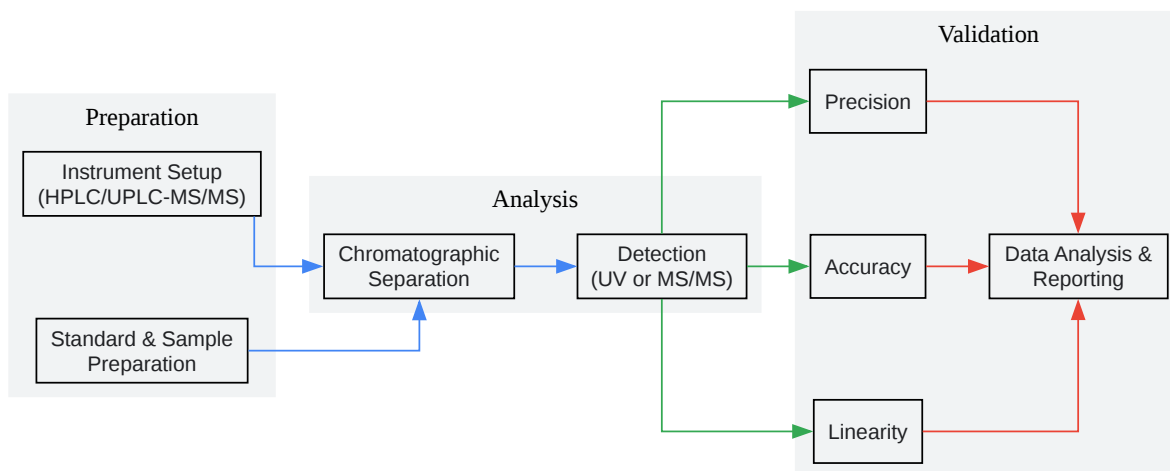 Preparation
Instrument Setup
(HPLC/UPLC-MS/MS)
Standard & Sample
Preparation
Analysis
Chromatographic
Separation
Detection
(UV or MS/MS)
Validation
Precision
Accuracy
Linearity
Data Analysis &
Reporting